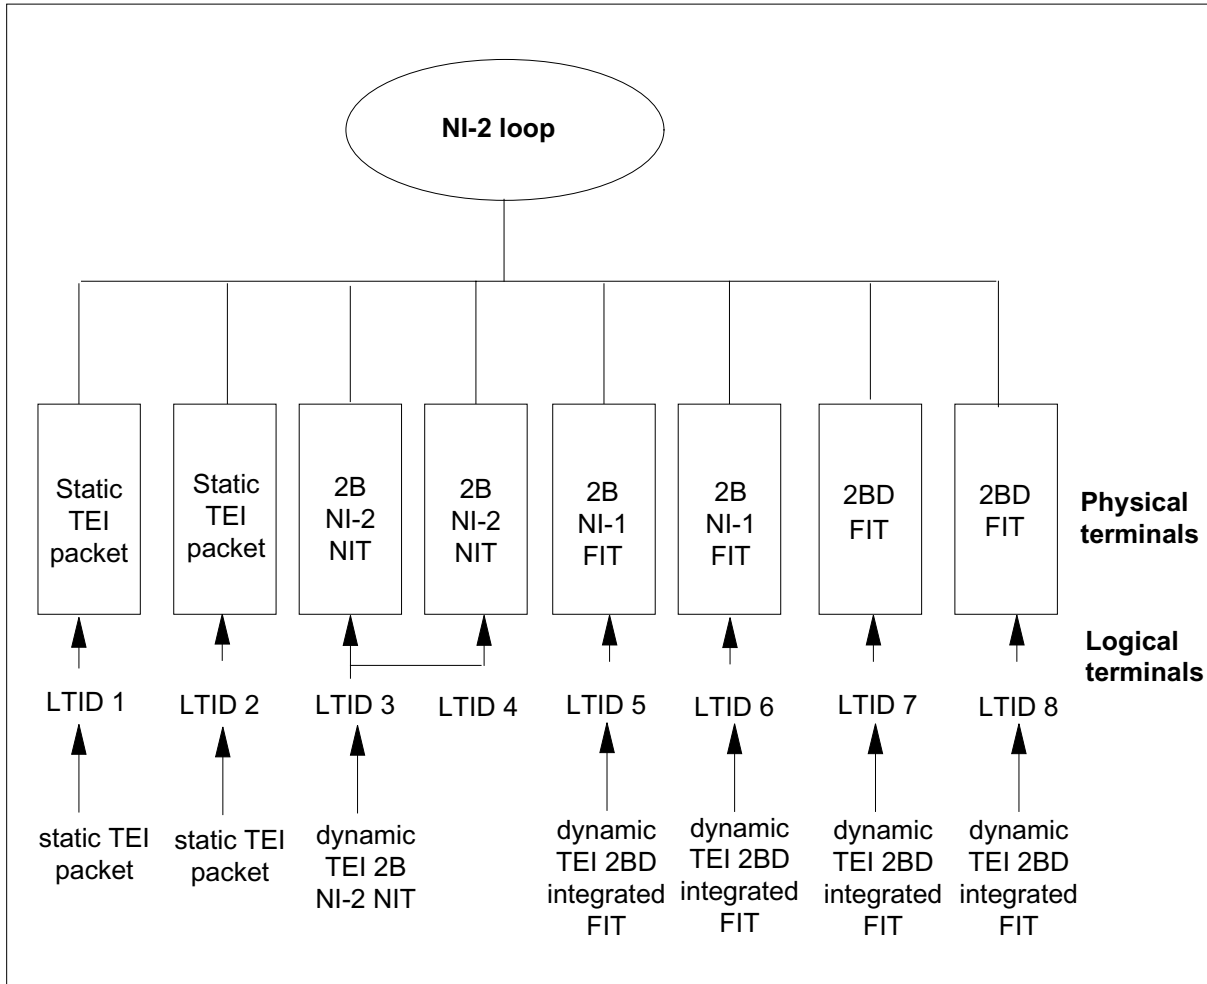 NI-2 loop
Static
TEI
packet
Static
TEI
packet
2B
NI-2
NIT
2B
NI-2
NIT
2B
NI-1
FIT
2B
NI-1
FIT
2BD
FIT
2BD
FIT
Physical
terminals
Logical
terminals
LTID 1
LTID 2
LTID 3
LTID 4
LTID 5
LTID 6
LTID 7
LTID 8
static TEI
packet
static TEI
packet
dynamic
TEI 2B
NI-2 NIT
dynamic
TEI 2BD
integrated
FIT
dynamic
TEI 2BD
integrated
FIT
dynamic
TEI 2BD
integrated
FIT
dynamic
TEI 2BD
integrated
FIT